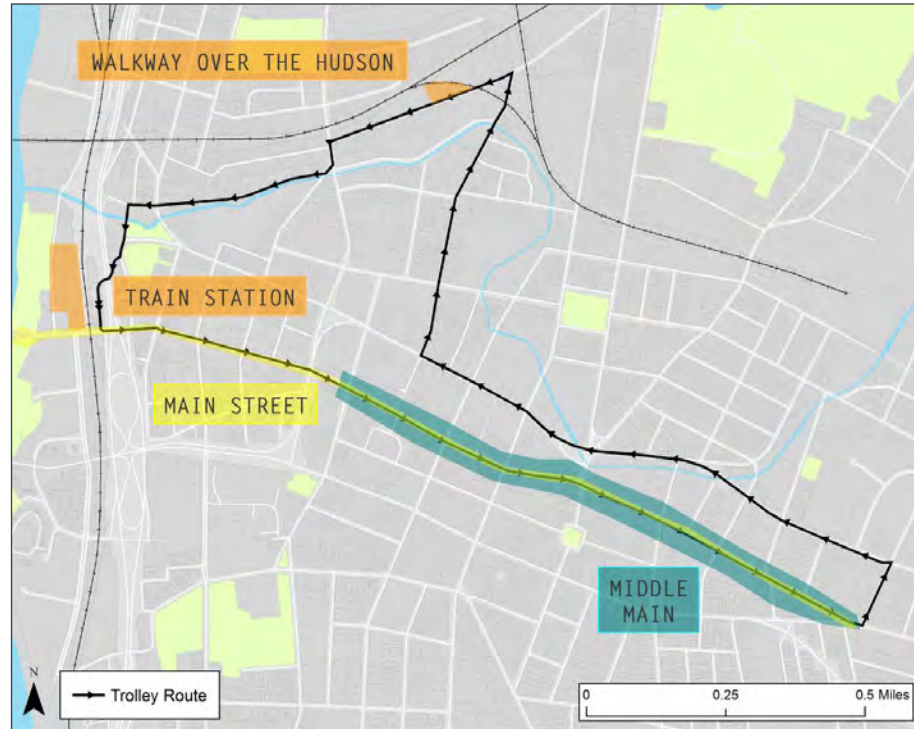 WALKWAY OVER THE HUDSON
TRAIN STATION
MAIN STREET
MIDDLE
MAIN
N
Trolley Route
0 0.25 0.5 Miles